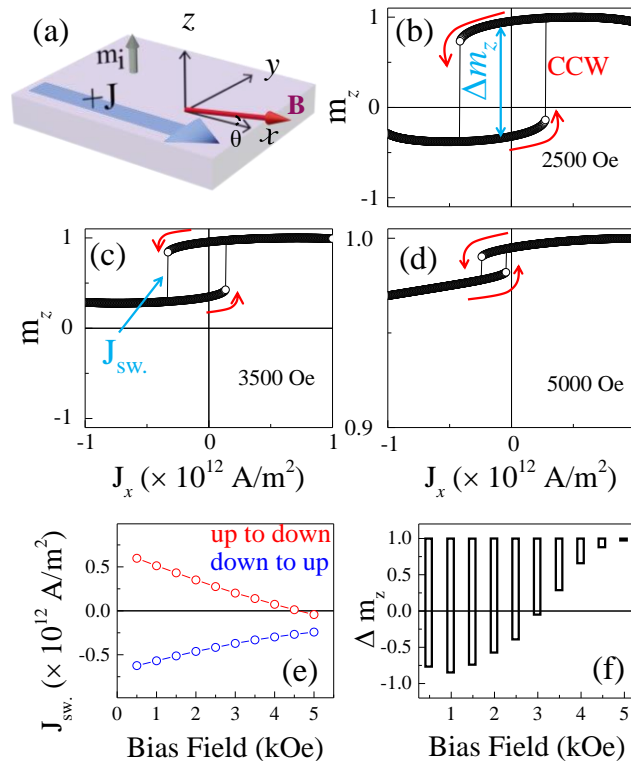 (a)
z
y
x
m_i
+J
B
θ
(b)
1
0
-1
m_z
Δm_z
CCW
2500 Oe
(c)
1
0
-1
m_z
J_sw.
3500 Oe
-1 0 1
J_x (× 10^12 A/m^2)
(d)
1.0
0.9
5000 Oe
-1 0
J_x (× 10^12 A/m^2)
up to down
down to up
0.5
0.0
-0.5
J_sw. (× 10^12 A/m^2)
(e)
0 1 2 3 4 5
Bias Field (kOe)
1.0
0.5
0.0
-0.5
-1.0
Δ m_z
(f)
1 2 3 4 5
Bias Field (kOe)